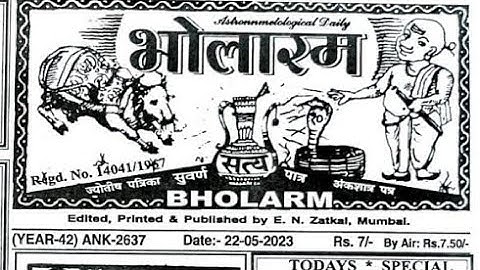 Astronnmetological Daily
भोलारम
सत्य
Regd. No. 14041/1967
ज्योतीष पत्रिका सुवर्ण पात्र अंकशात्र पत्र
BHOLARM
Edited, Printed & Published by E. N. Zatkal, Mumbai.
(YEAR-42) ANK-2637 Date:- 22-05-2023 Rs. 7/- By Air: Rs.7.50/-
TODAYS * SPECIAL